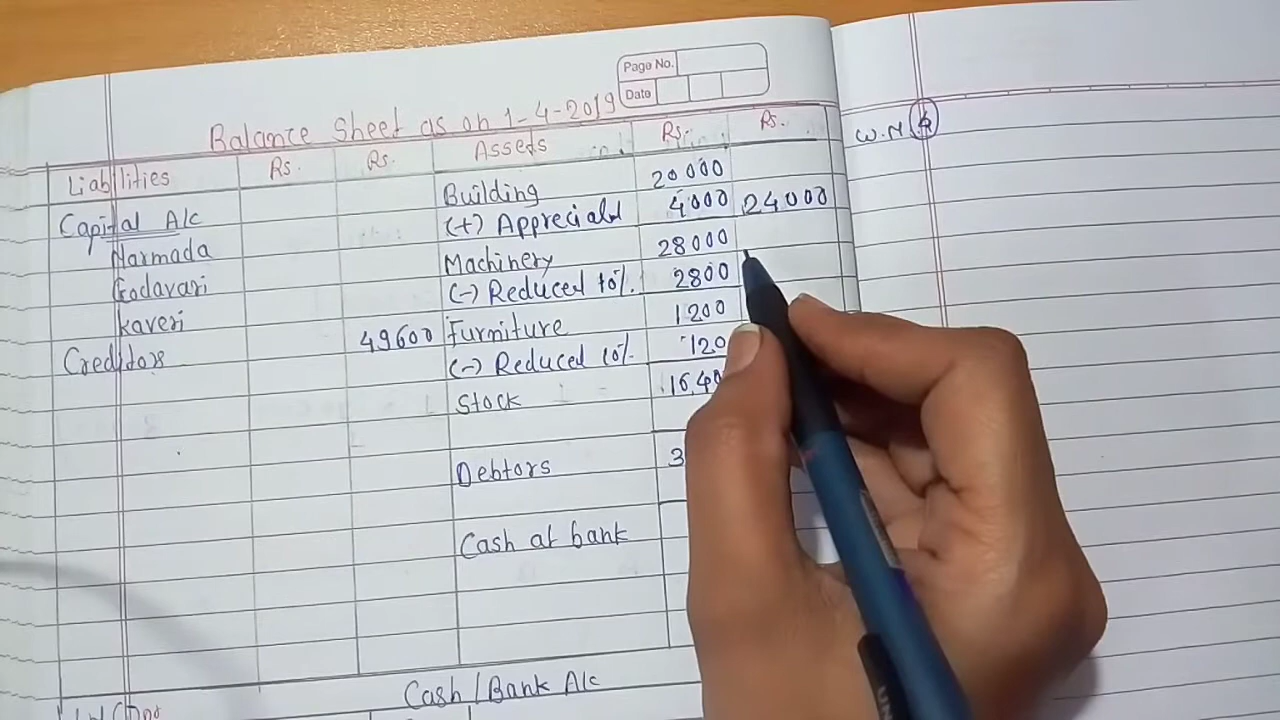 Page No.
Date
Balance Sheet as on 1-4-2019
Liabilities Rs. Rs. Assets Rs. Rs.
Building 20000
Capital A/c (+) Appreciated 4000 24000
Narmada Machinery 28000
Godavari (-) Reduced 10%. 2800
Kaveri Furniture 1200
Creditors 49600 (-) Reduced 10%. 120
Stock
Debtors
Cash at bank
Cash/Bank A/c
W.N 4